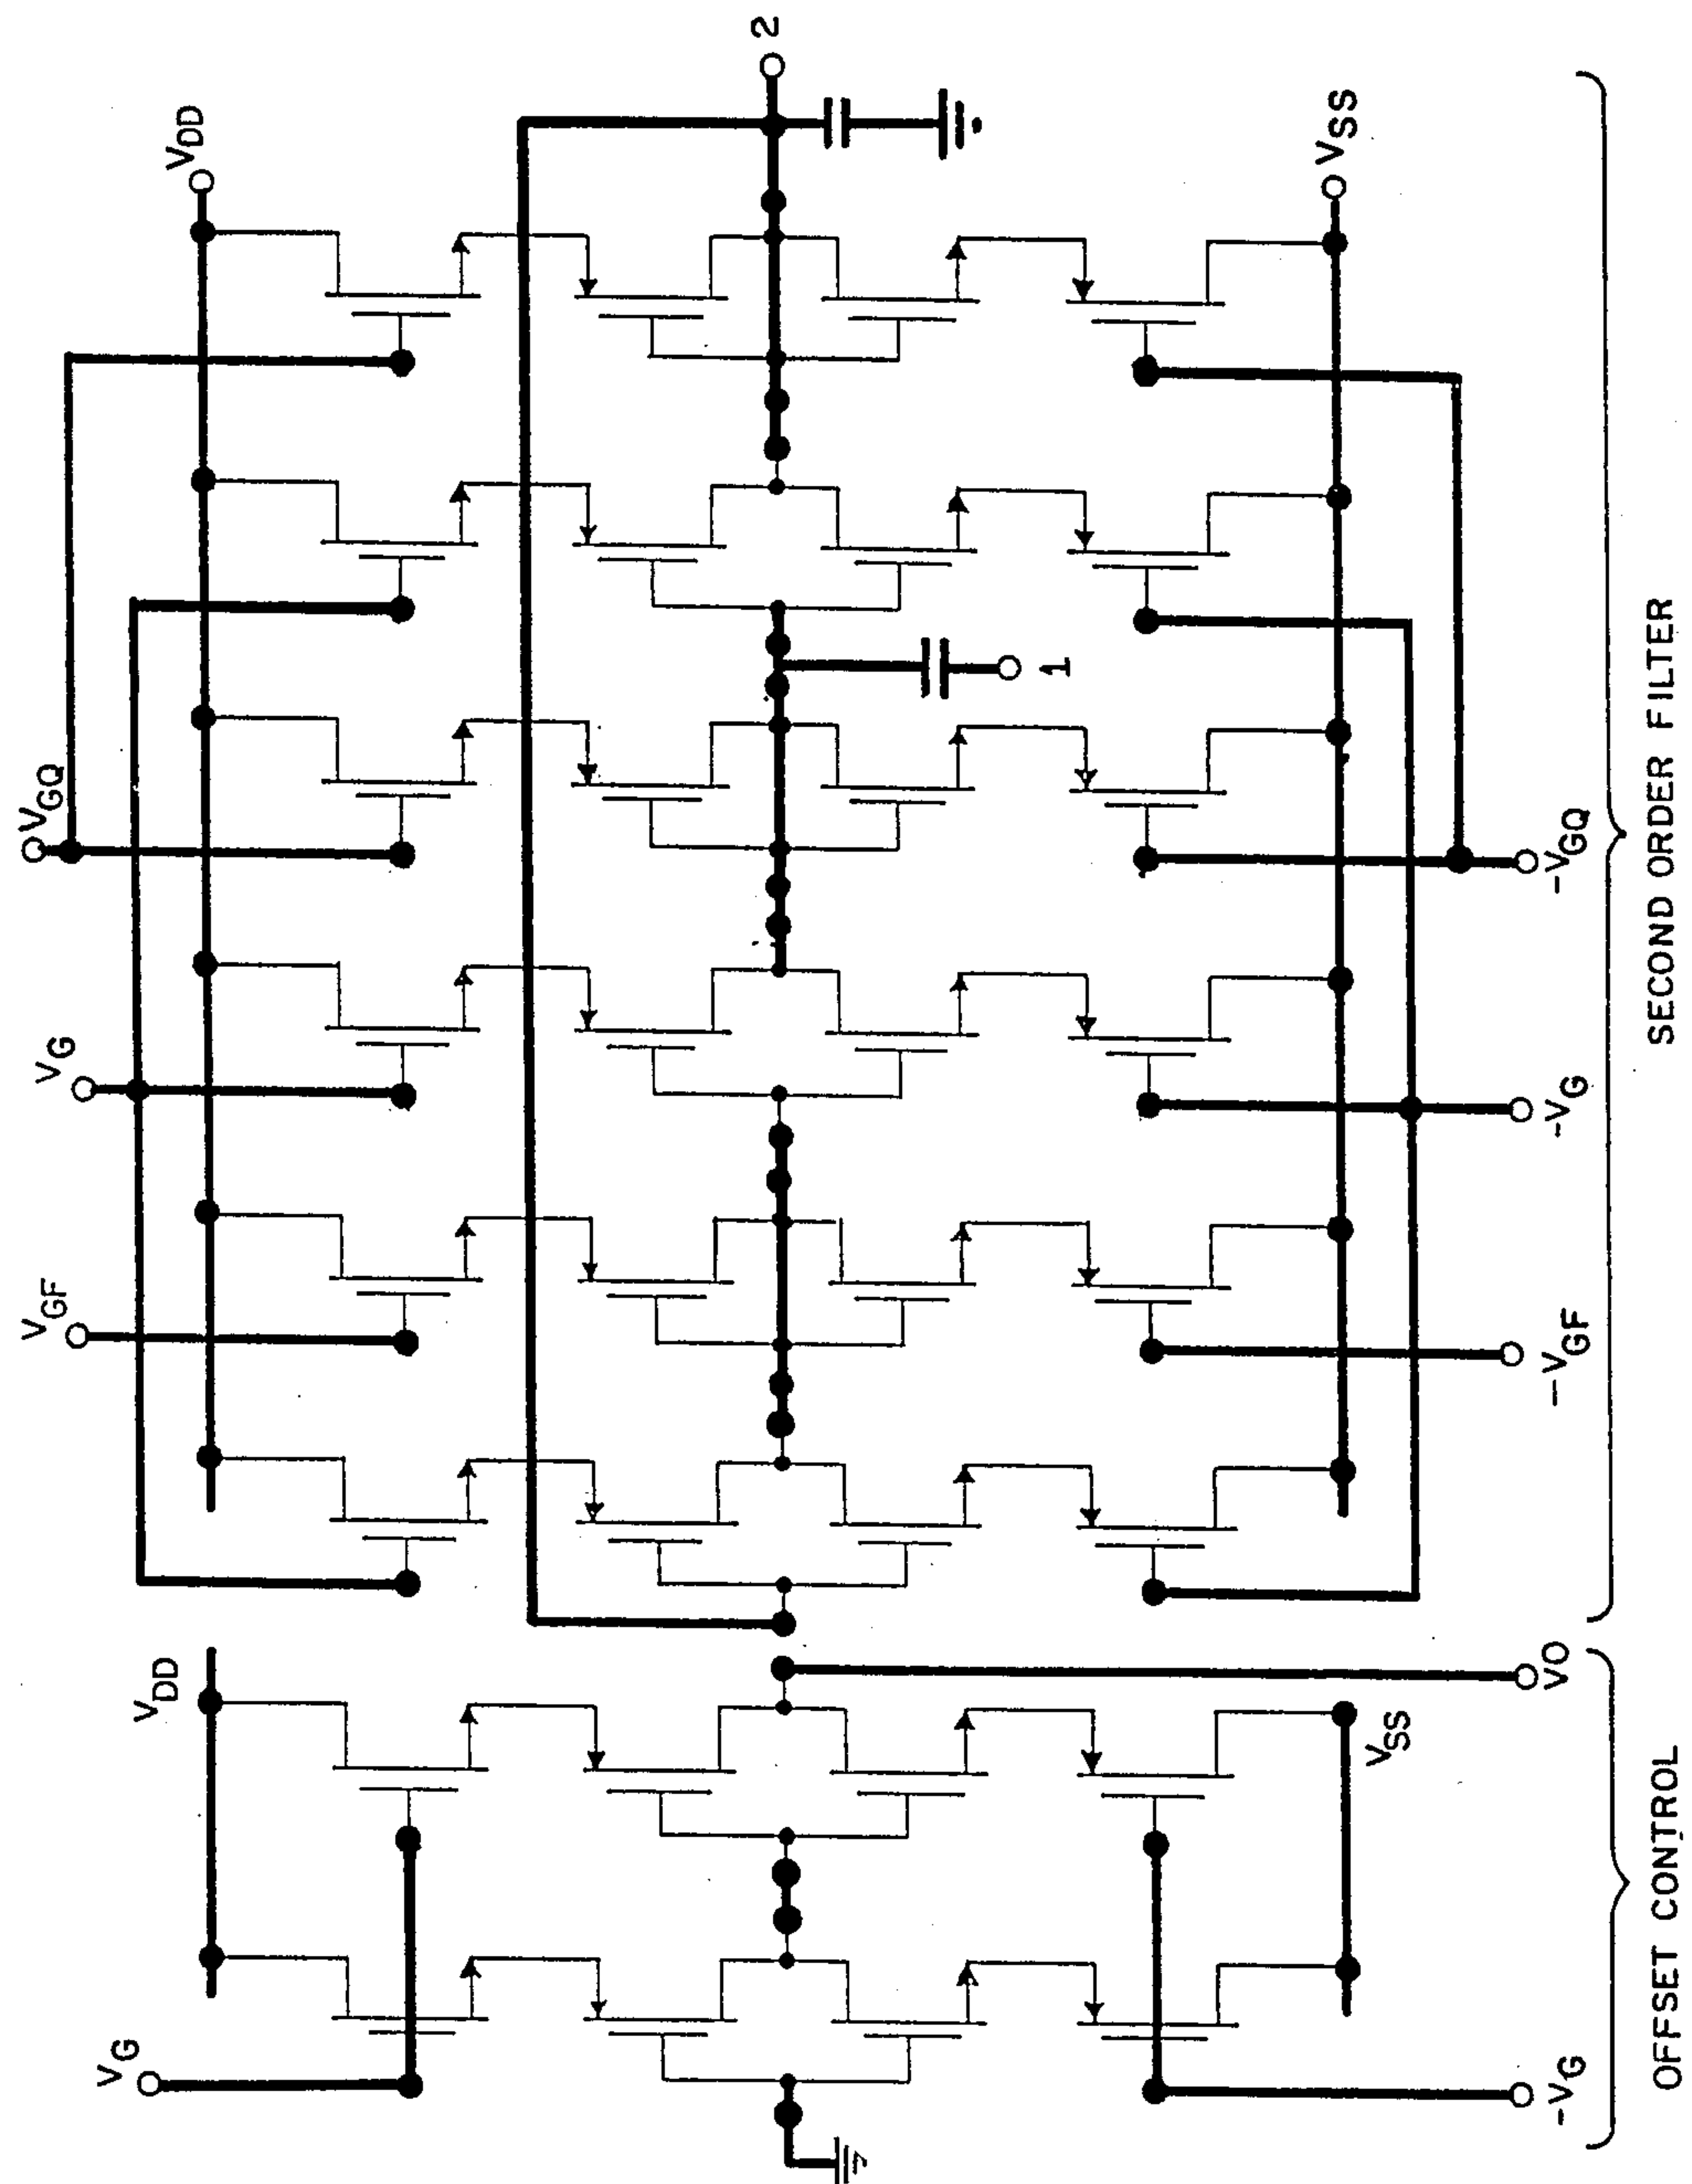 V_GQ
V_G
V_GF
V_DD
2
1
V_SS
-V_GQ
-V_G
-V_GF
SECOND ORDER FILTER
V_G
V_DD
V_SS
VO
-V_G
OFFSET CONTROL